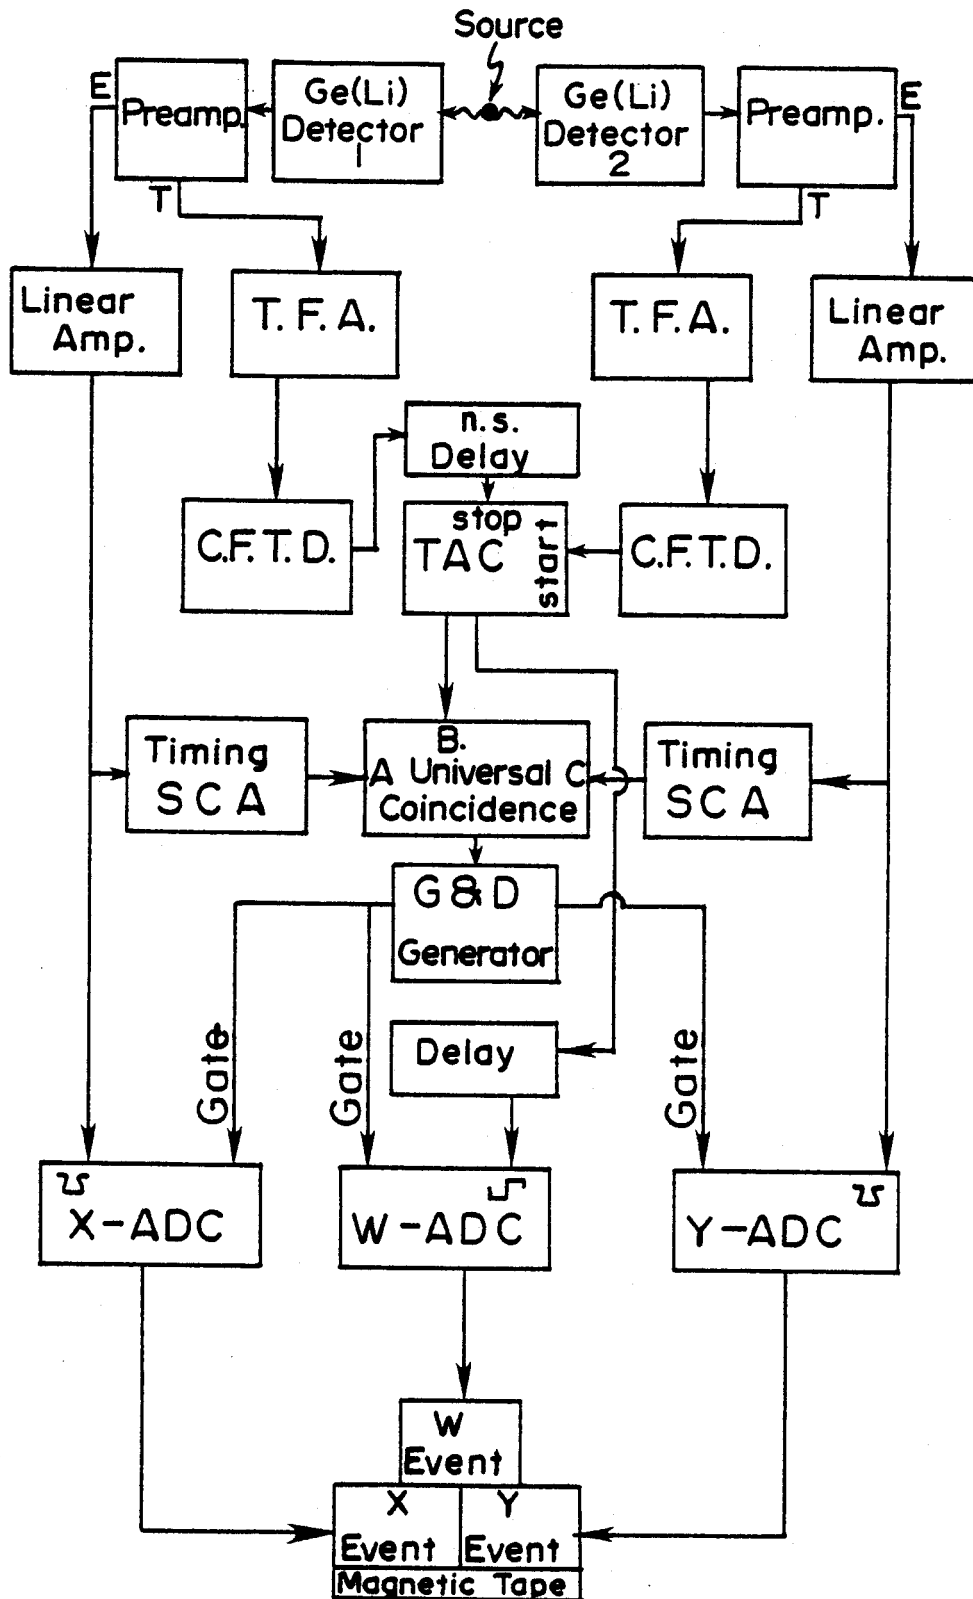 Source
E
Preamp.
Ge(Li)
Detector
1
Ge(Li)
Detector
2
Preamp.
E
T
T
Linear
Amp.
T. F. A.
T. F. A.
Linear
Amp.
n.s.
Delay
C.F.T.D.
stop
TAC
start
C.F.T.D.
Timing
SCA
B.
A Universal C
Coincidence
Timing
SCA
G&D
Generator
Delay
Gate
Gate
Gate
X-ADC
W-ADC
Y-ADC
W
Event
X
Event
Y
Event
Magnetic Tape